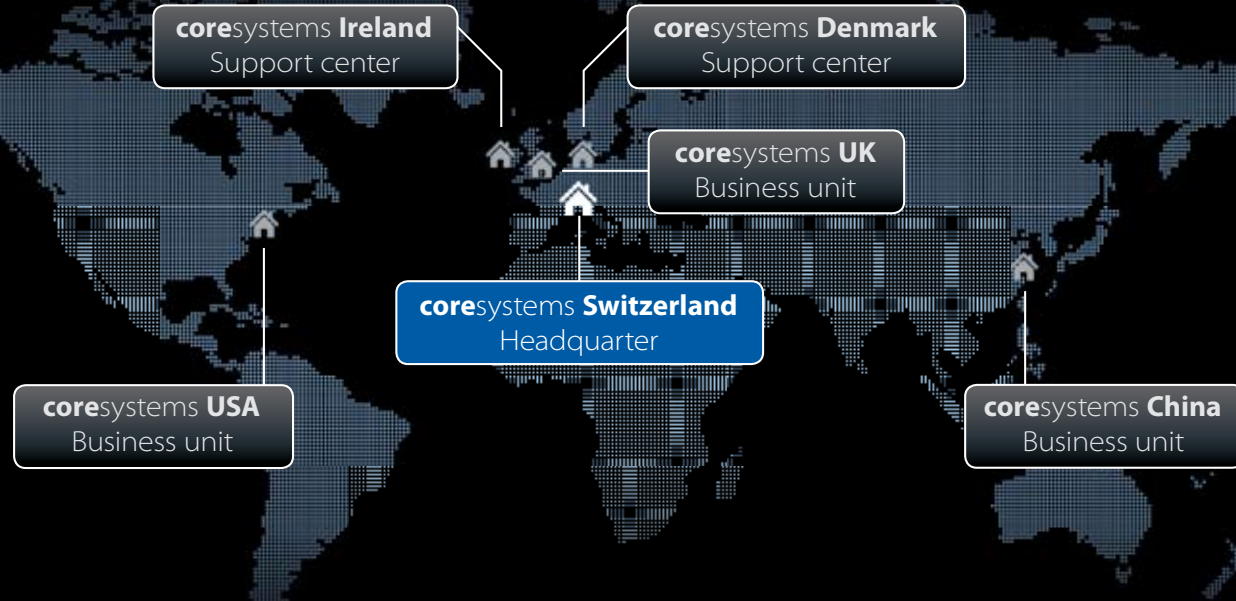 coresystems Ireland
Support center
coresystems Denmark
Support center
coresystems UK
Business unit
coresystems Switzerland
Headquarter
coresystems USA
Business unit
coresystems China
Business unit